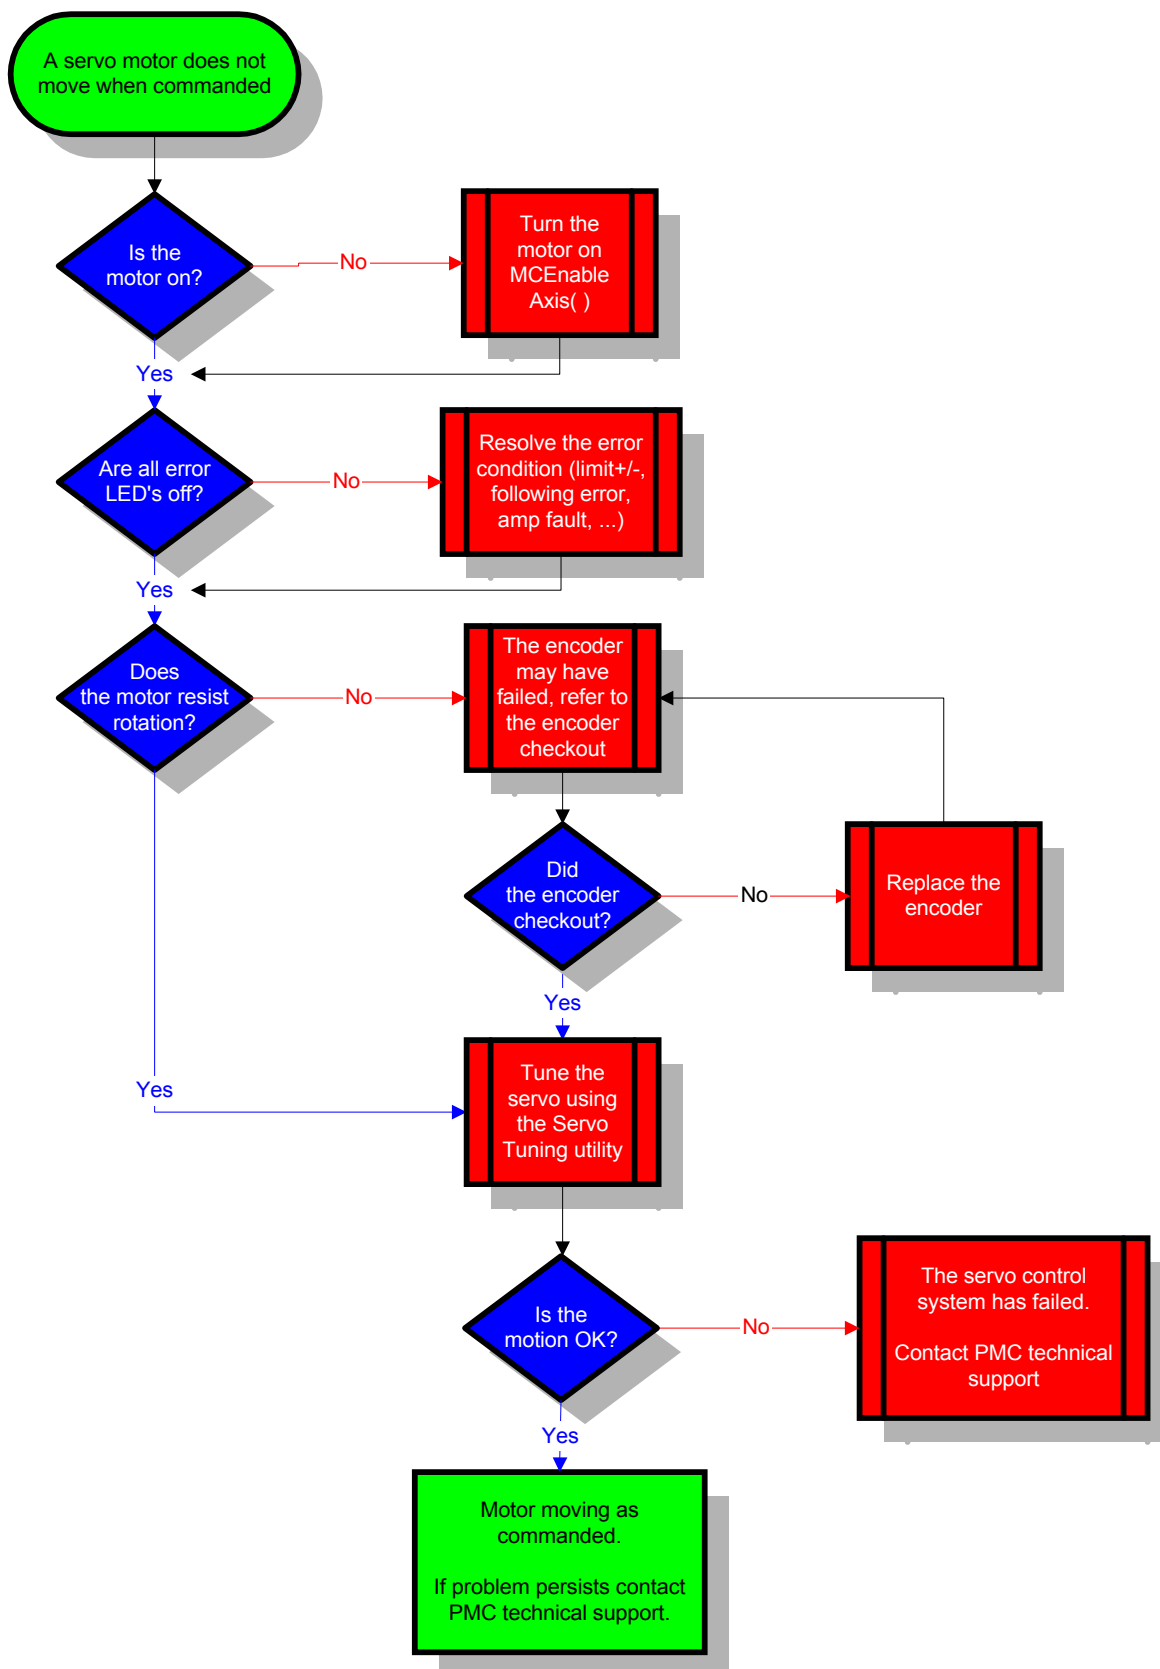 A servo motor does not
move when commanded
Is the
motor on?
No
Turn the
motor on
MCEnable
Axis( )
Yes
Are all error
LED's off?
No
Resolve the error
condition (limit+/-,
following error,
amp fault, ...)
Yes
Does
the motor resist
rotation?
No
The encoder
may have
failed, refer to
the encoder
checkout
Did
the encoder
checkout?
No
Replace the
encoder
Yes
Yes
Tune the
servo using
the Servo
Tuning utility
Is the
motion OK?
No
The servo control
system has failed.
Contact PMC technical
support
Yes
Motor moving as
commanded.
If problem persists contact
PMC technical support.